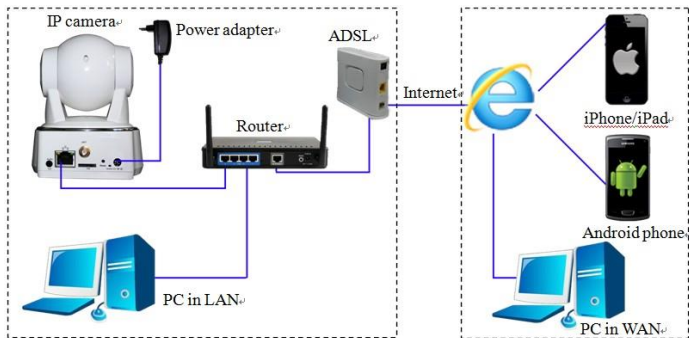 IP camera
Power adapter
ADSL
Router
Internet
iPhone/iPad
Android phone
PC in LAN
PC in WAN